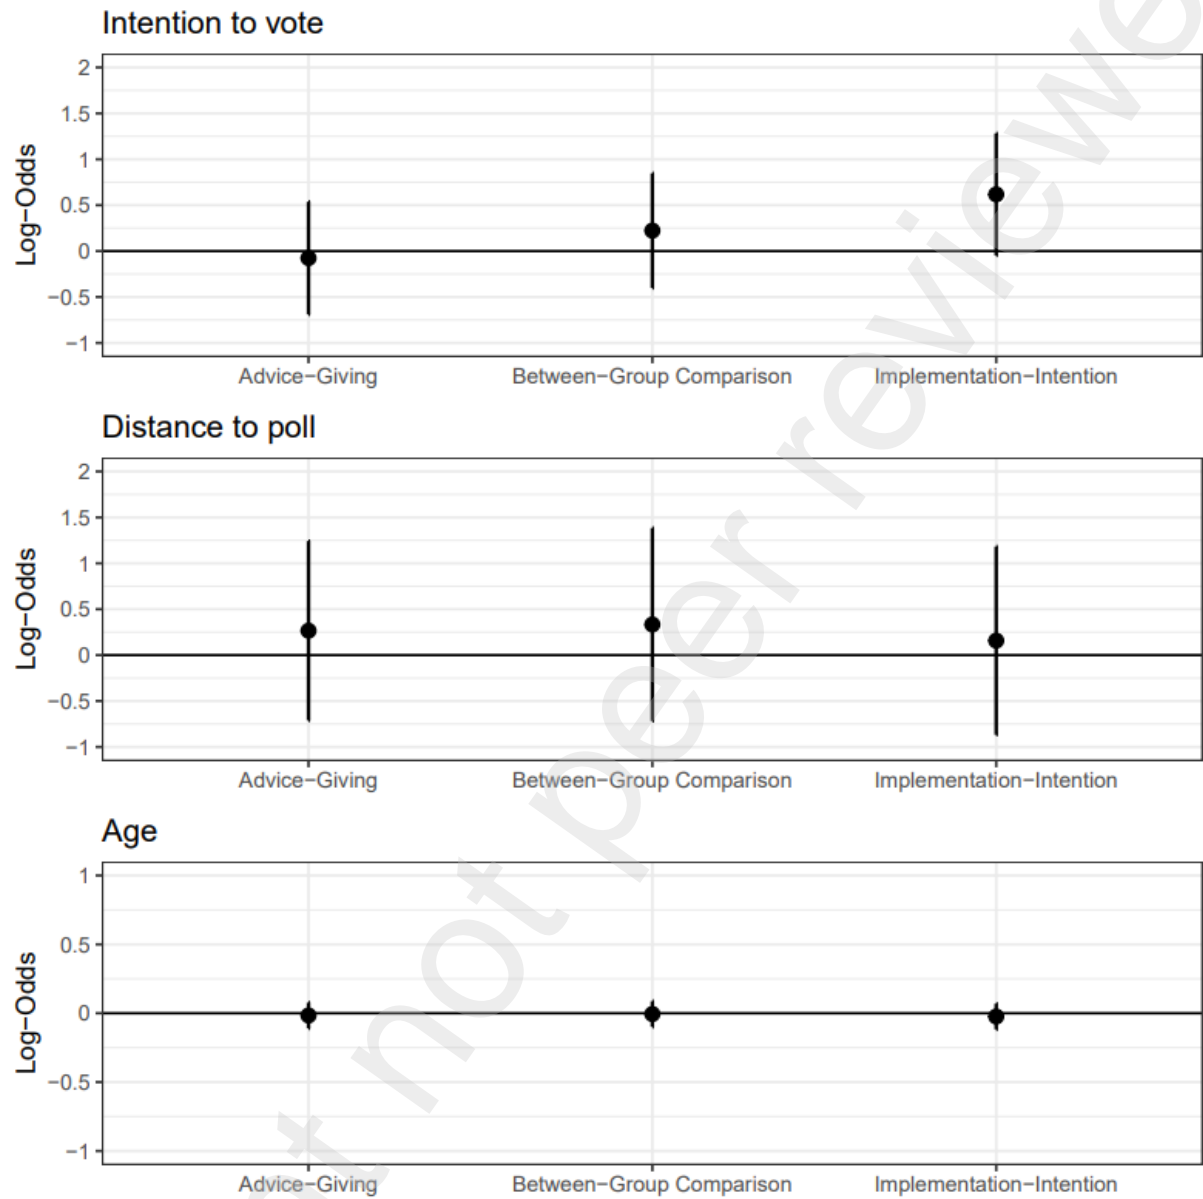 Intention to vote
2
1.5
1
0.5
0
−0.5
−1
Log−Odds
Advice−Giving Between−Group Comparison Implementation−Intention
Distance to poll
2
1.5
1
0.5
0
−0.5
−1
Log−Odds
Advice−Giving Between−Group Comparison Implementation−Intention
Age
1
0.5
0
−0.5
−1
Log−Odds
Advice−Giving Between−Group Comparison Implementation−Intention
not peer reviewe